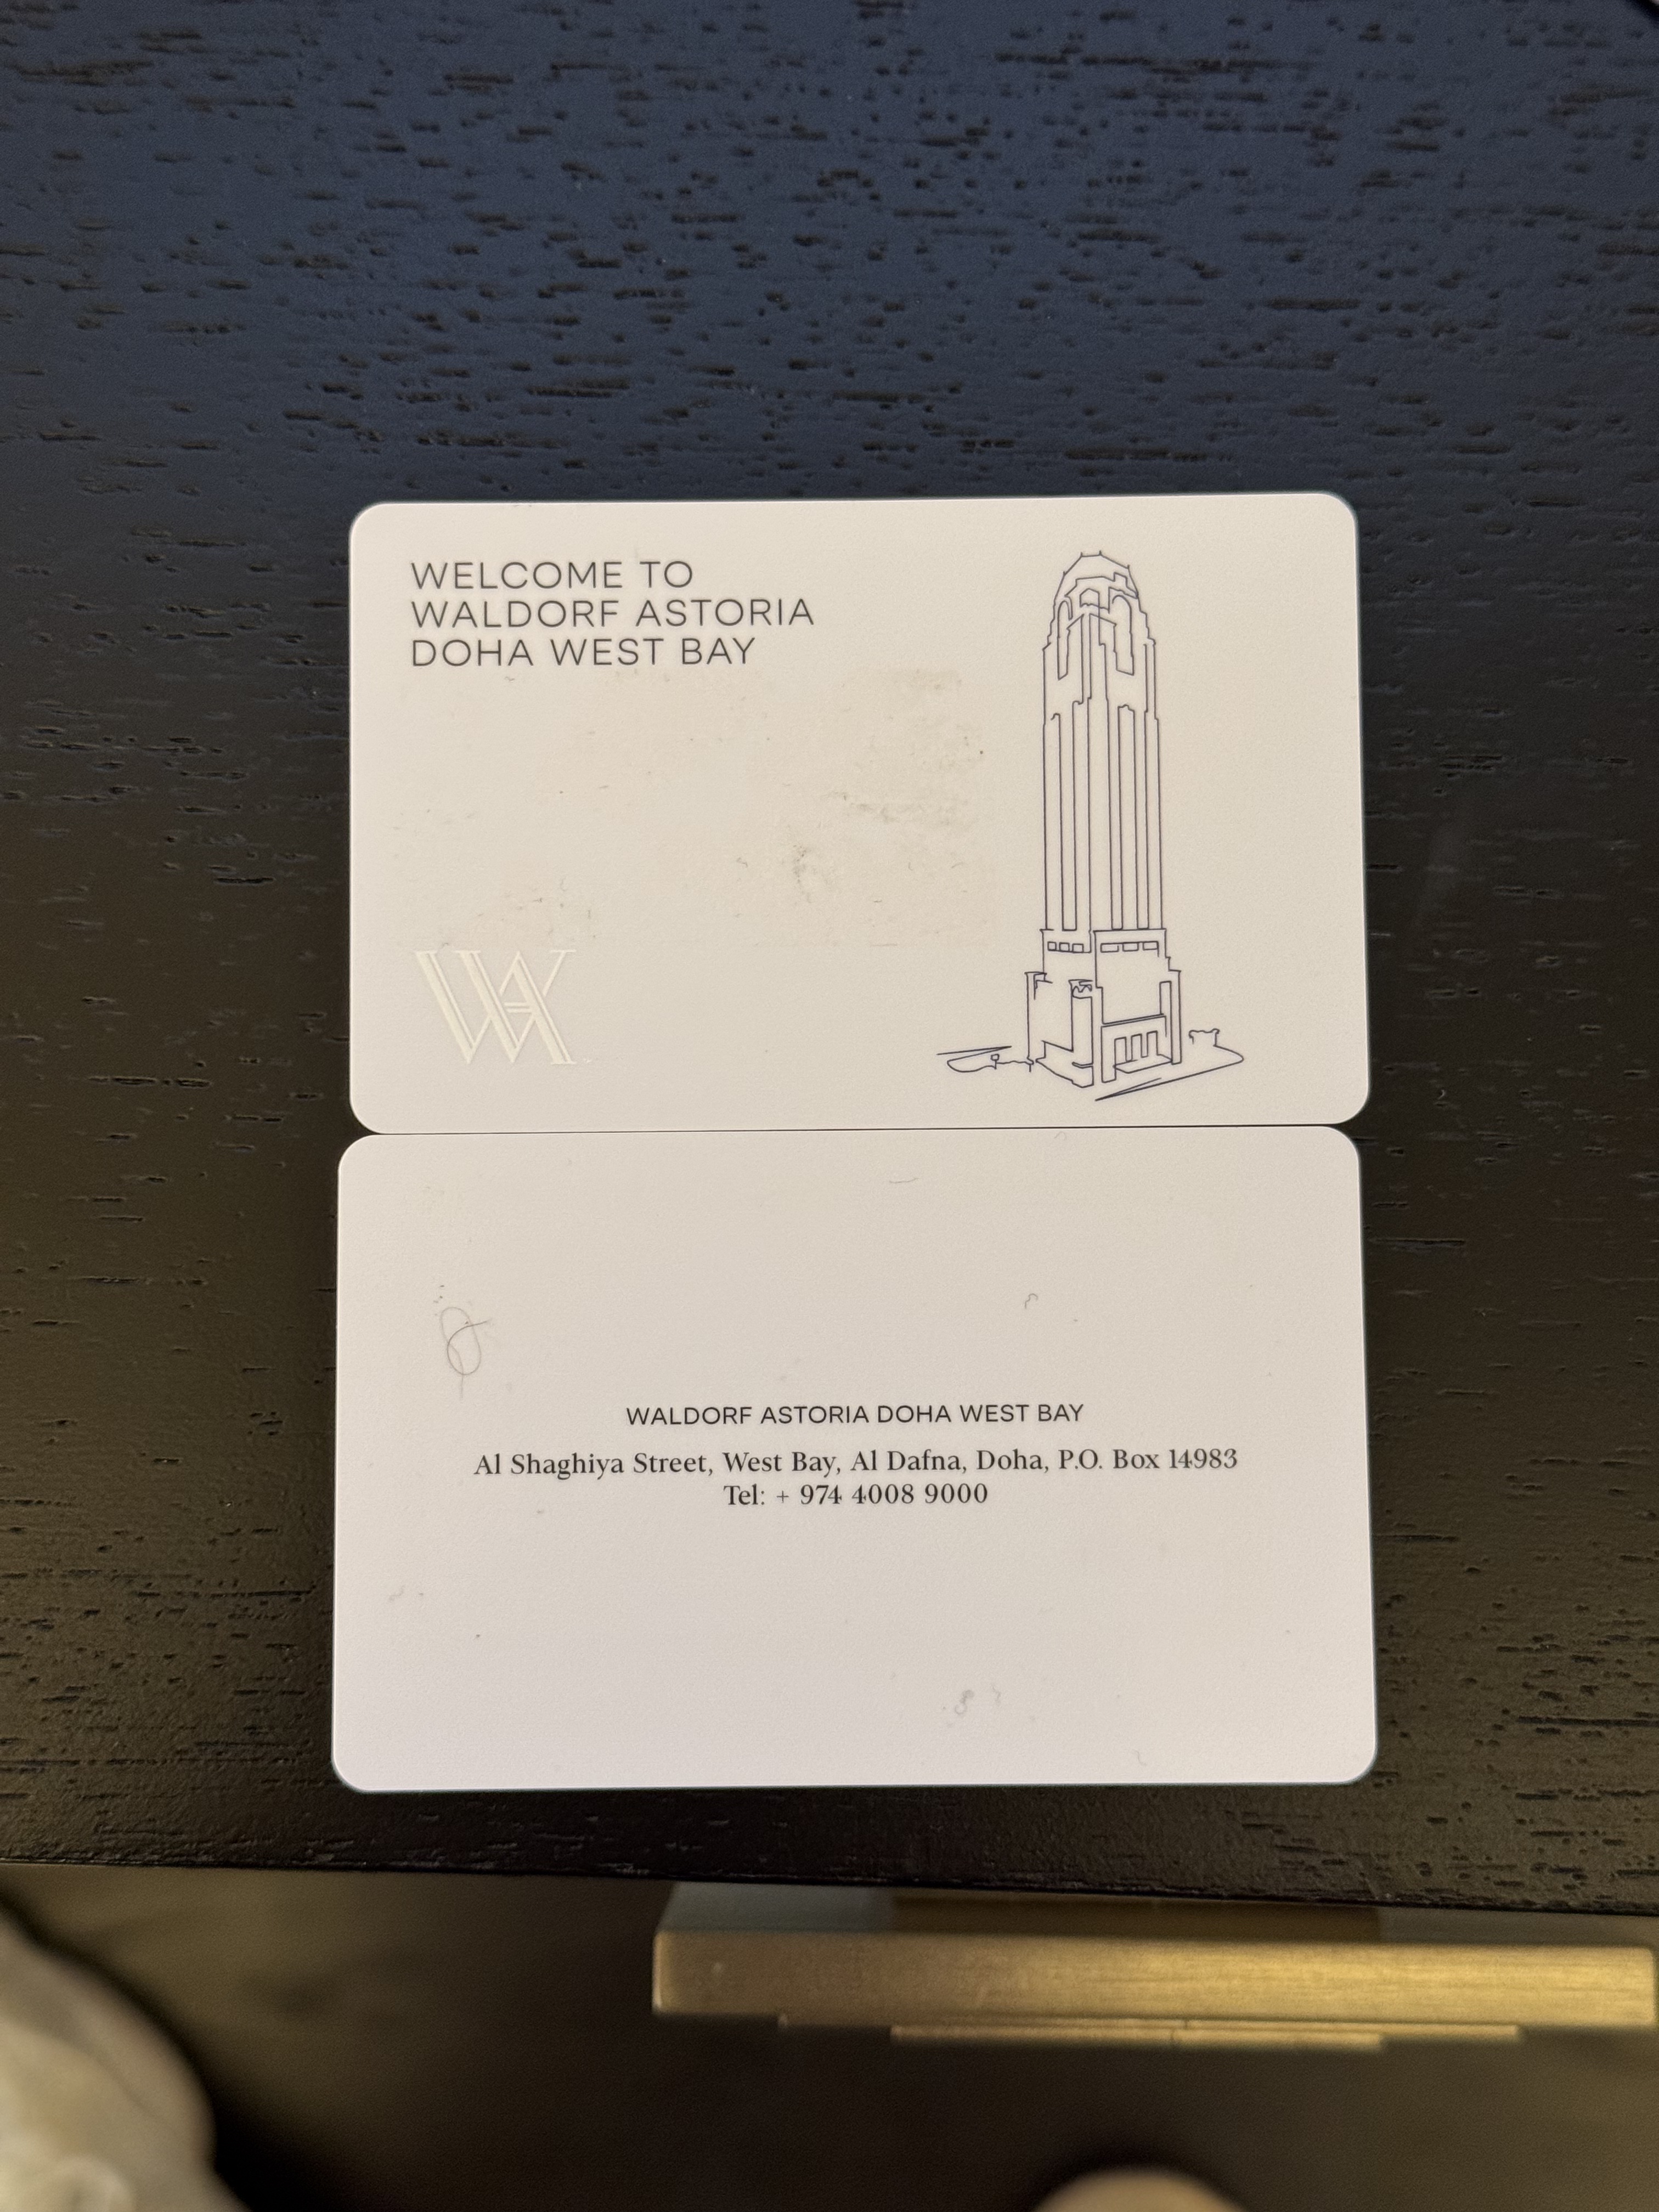 WELCOME TO
WALDORF ASTORIA
DOHA WEST BAY
WA
WALDORF ASTORIA DOHA WEST BAY
Al Shaghiya Street, West Bay, Al Dafna, Doha, P.O. Box 14983
Tel: + 974 4008 9000